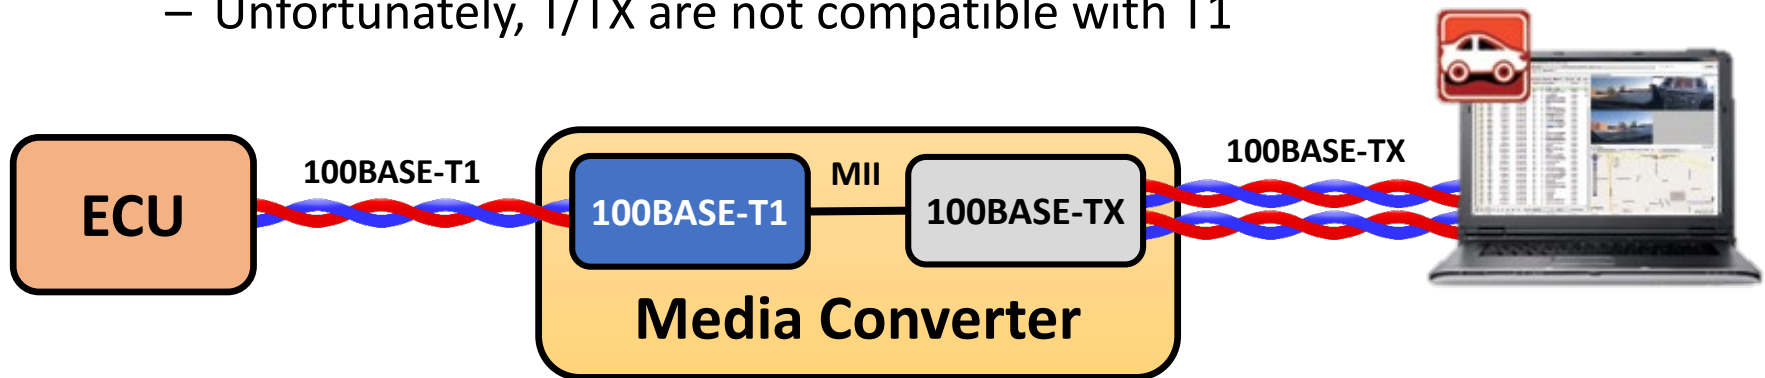 – Unfortunately, T/TX are not compatible with T1
ECU
100BASE-T1
100BASE-T1
MII
100BASE-TX
Media Converter
100BASE-TX